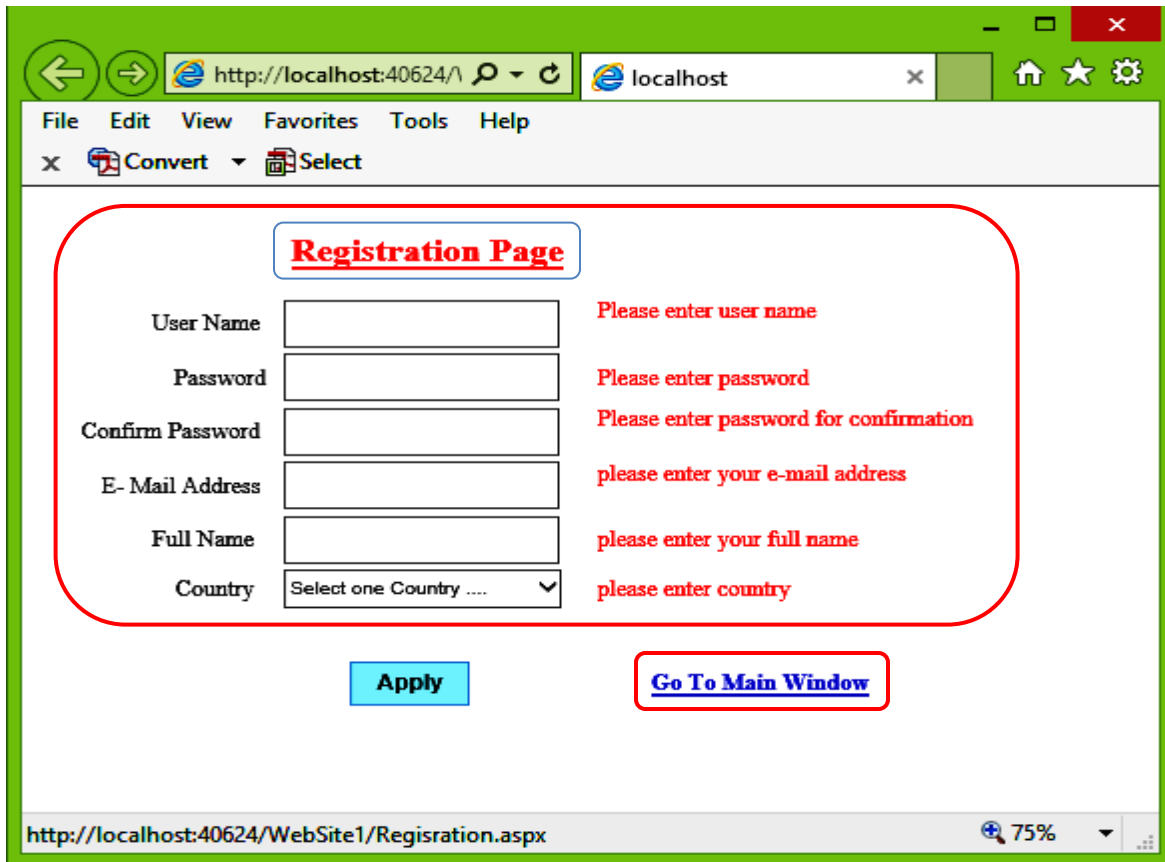 http://localhost:40624/\ localhost
File Edit View Favorites Tools Help
x Convert Select
Registration Page
User Name Please enter user name
Password Please enter password
Confirm Password Please enter password for confirmation
E- Mail Address please enter your e-mail address
Full Name please enter your full name
Country Select one Country .... please enter country
Apply Go To Main Window
http://localhost:40624/WebSite1/Regisration.aspx 75%